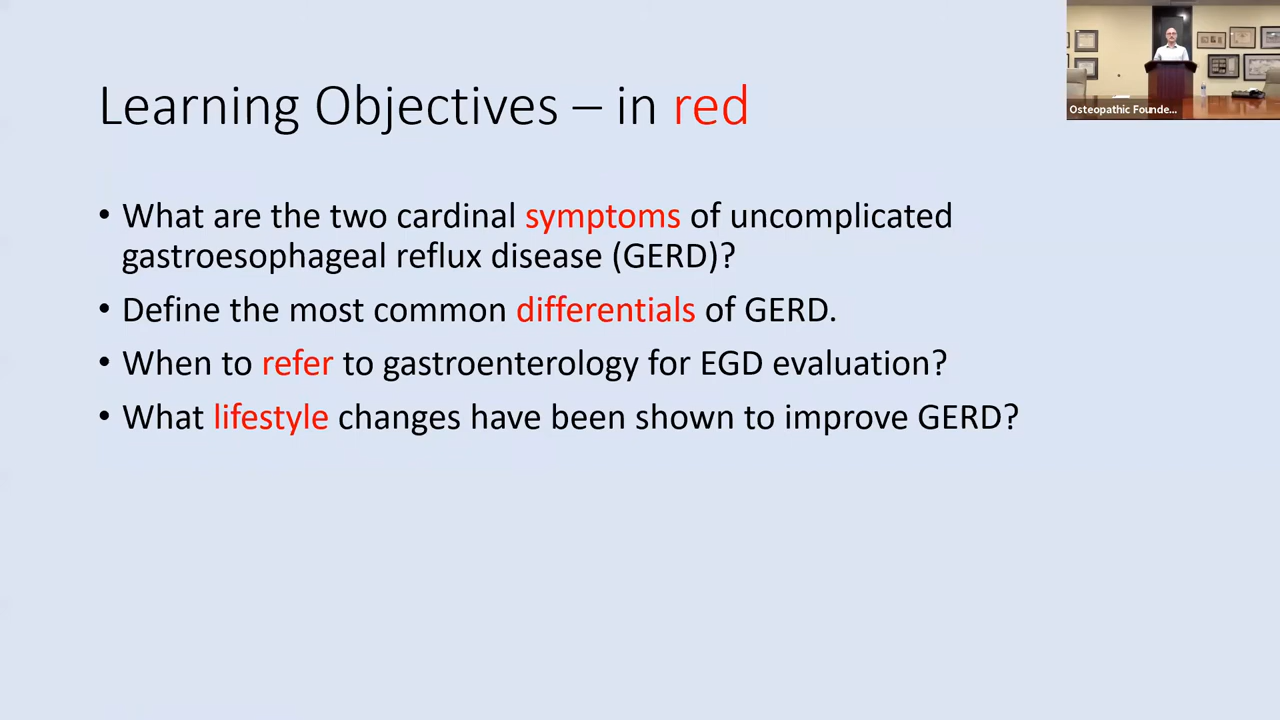 Learning Objectives – in red
Osteopathic Founde...
• What are the two cardinal symptoms of uncomplicated
gastroesophageal reflux disease (GERD)?
• Define the most common differentials of GERD.
• When to refer to gastroenterology for EGD evaluation?
• What lifestyle changes have been shown to improve GERD?